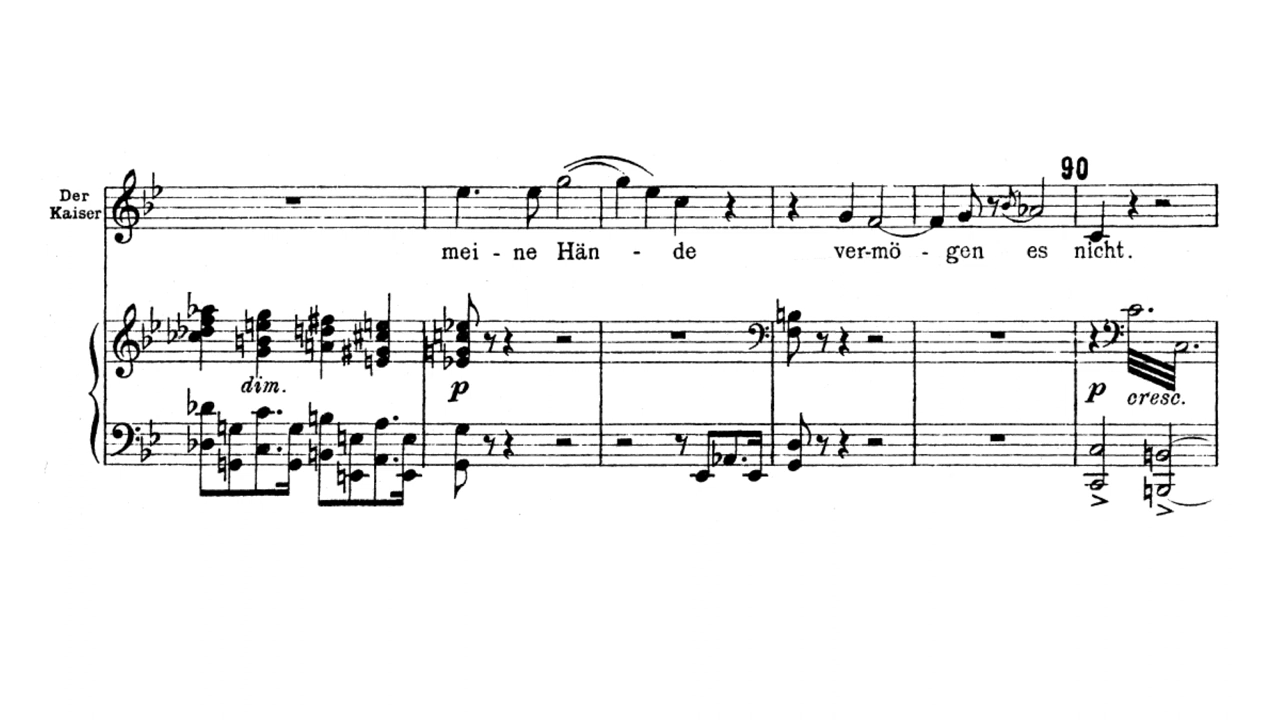 90
Der
Kaiser
mei - ne Hän - de ver-mö - gen es nicht.
dim.
p
p cresc.